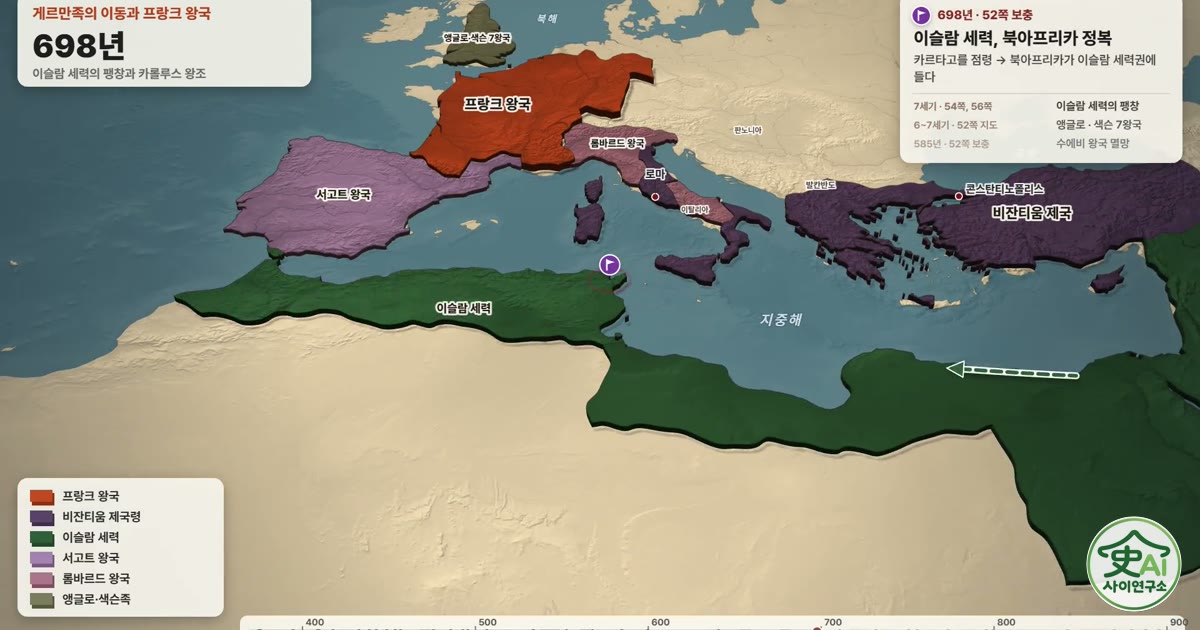 게르만족의 이동과 프랑크 왕국
698년
이슬람 세력의 팽창과 카롤루스 왕조
698년 · 52쪽 보충
이슬람 세력, 북아프리카 정복
카르타고를 점령 → 북아프리카가 이슬람 세력권에
들다
7세기 · 54쪽, 56쪽 이슬람 세력의 팽창
6~7세기 · 52쪽 지도 앵글로 · 색슨 7왕국
585년 · 52쪽 보충 수에비 왕국 멸망
북해
앵글로·색슨 7왕국
프랑크 왕국
판노니아
롬바르드 왕국
로마
발칸반도
콘스탄티노폴리스
서고트 왕국
이탈리아
비잔티움 제국
이슬람 세력
지중해
프랑크 왕국
비잔티움 제국령
이슬람 세력
서고트 왕국
롬바르드 왕국
앵글로·색슨족
史AI
사이연구소
400 500 600 700 800 900